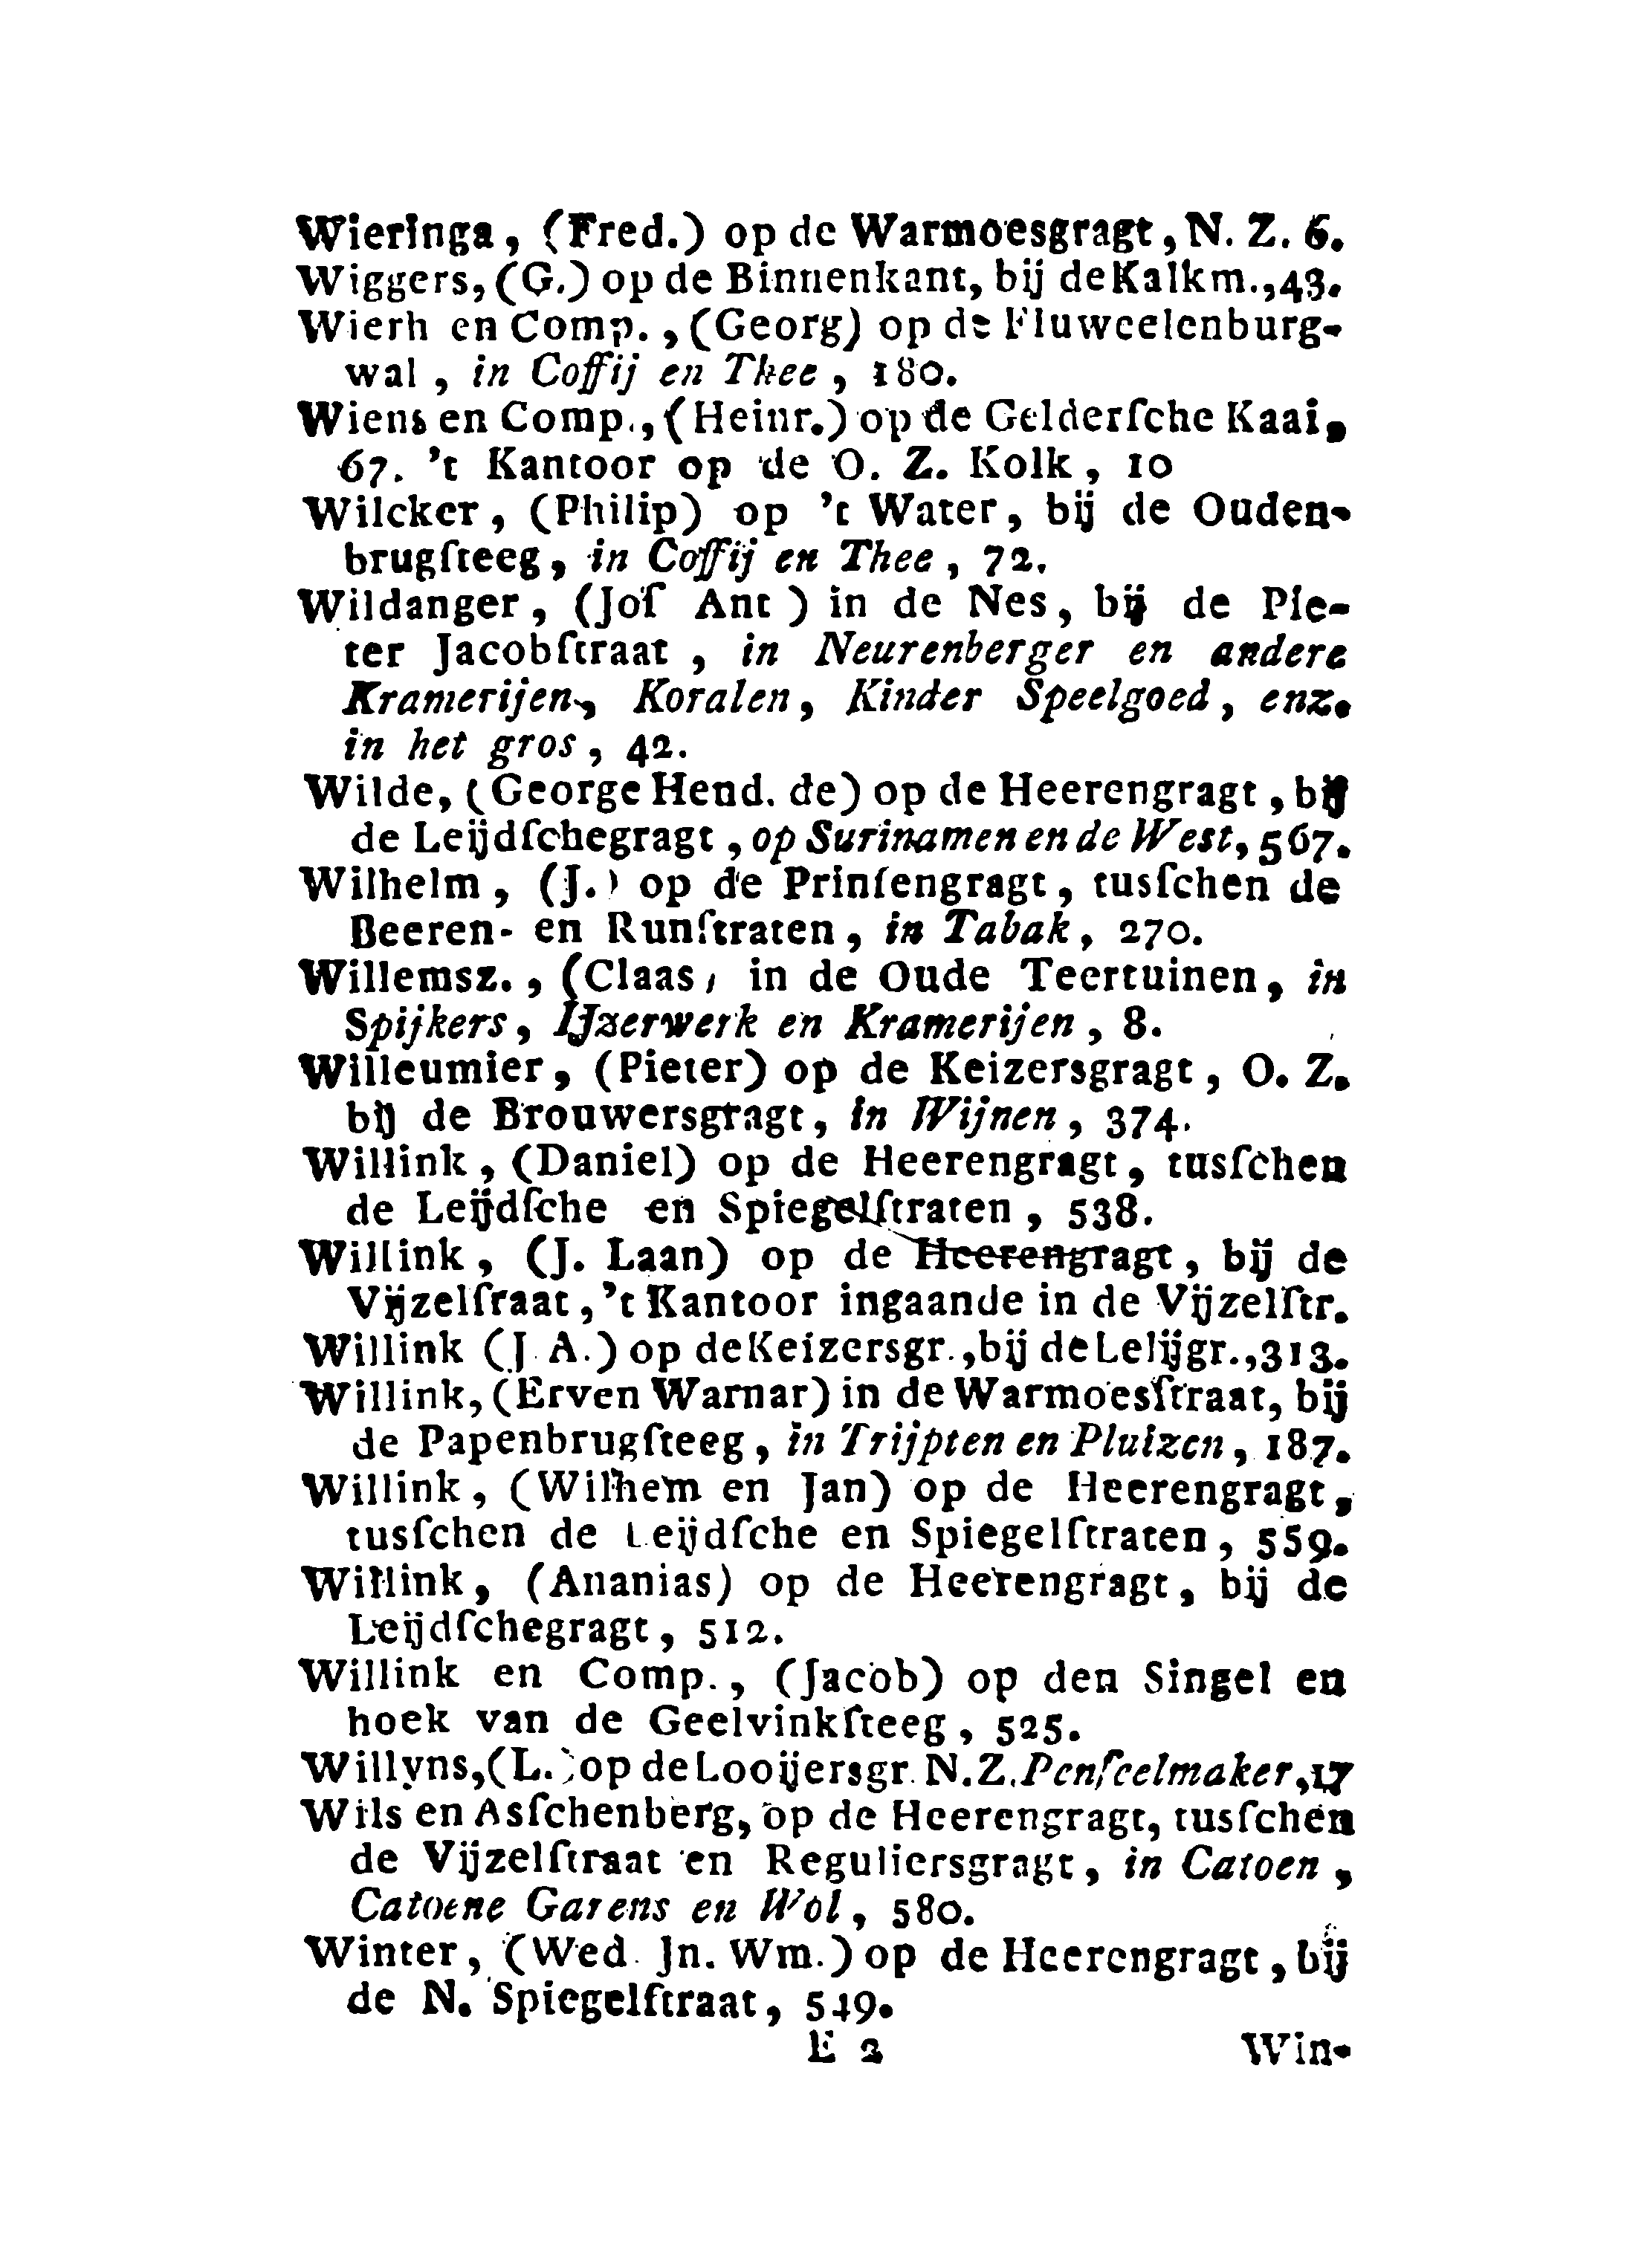 Wieringa, (Fred.) op de Warmoesgragt, N. Z. 6.
Wiggers, (G.) op de Binnenkant, bij de Kalkm., 43.
Wierh en Comp., (Georg) op de Fluweelenburg-
wal, in Coffij en Thee, 180.
Wiens en Comp., (Heinr.) op de Gelderſche Kaai,
67. 't Kantoor op de O. Z. Kolk, 10
Wilcker, (Philip) op 't Water, bij de Ouden-
brugſteeg, in Coffij en Thee, 72.
Wildanger, (Joſ Ant ) in de Nes, bij de Pie-
ter Jacobſtraat, in Neurenberger en andere
Kramerijen, Koralen, Kinder Speelgoed, enz.
in het gros, 42.
Wilde, (George Hend. de) op de Heerengragt, bij
de Leijdſchegragt, op Surinamen en de West, 567.
Wilhelm, (J.) op de Prinſengragt, tusſchen de
Beeren- en Runſtraten, in Tabak, 270.
Willemsz., (Claas, in de Oude Teertuinen, in
Spijkers, IJzerwerk en Kramerijen, 8.
Willeumier, (Pieter) op de Keizersgragt, O. Z.
bij de Brouwersgragt, in Wijnen, 374.
Willink, (Daniel) op de Heerengragt, tusſchen
de Leijdſche en Spiegelſtraten, 538.
Willink, (J. Laan) op de Heerengragt, bij de
Vijzelſraat, 't Kantoor ingaande in de Vijzelſtr.
Willink (J. A.) op de Keizersgr., bij de Lelijgr., 313.
Willink, (Erven Warnar) in de Warmoesſtraat, bij
de Papenbrugſteeg, in Trijpten en Pluizen, 187.
Willink, (Wilhem en Jan) op de Heerengragt,
tusſchen de Leijdſche en Spiegelſtraten, 559.
Willink, (Ananias) op de Heerengragt, bij de
Leijdſchegragt, 512.
Willink en Comp., (Jacob) op den Singel en
hoek van de Geelvinkſteeg, 525.
Willyns, (L.) op de Looijersgr. N. Z. Penſeelmaker, 17
Wils en Asſchenberg, op de Heerengragt, tusſchen
de Vijzelſtraat en Reguliersgragt, in Catoen,
Catoene Garens en Wol, 580.
Winter, (Wed. Jn. Wm.) op de Heerengragt, bij
de N. Spiegelſtraat, 549.
E 2 Win-